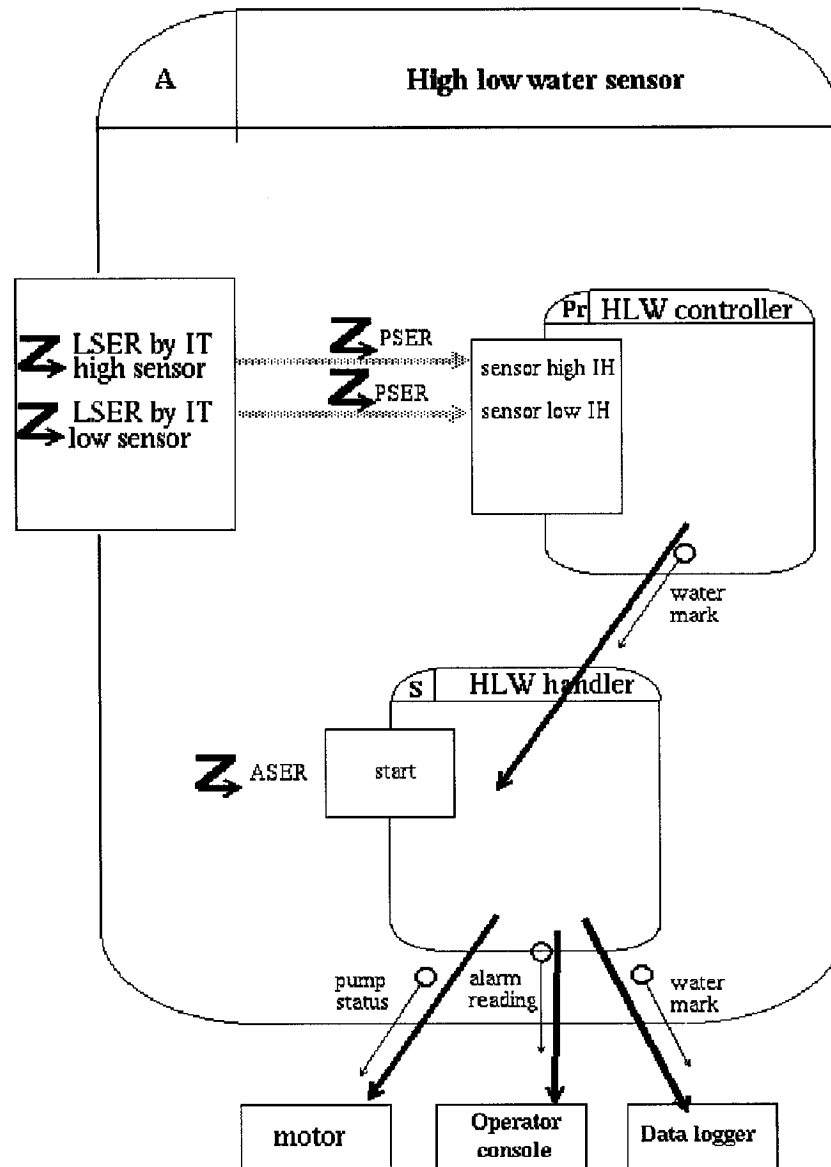 A
High low water sensor
LSER by IT
high sensor
LSER by IT
low sensor
PSER
PSER
Pr
HLW controller
sensor high IH
sensor low IH
water
mark
S
HLW handler
ASER
start
pump
status
alarm
reading
water
mark
motor
Operator
console
Data logger